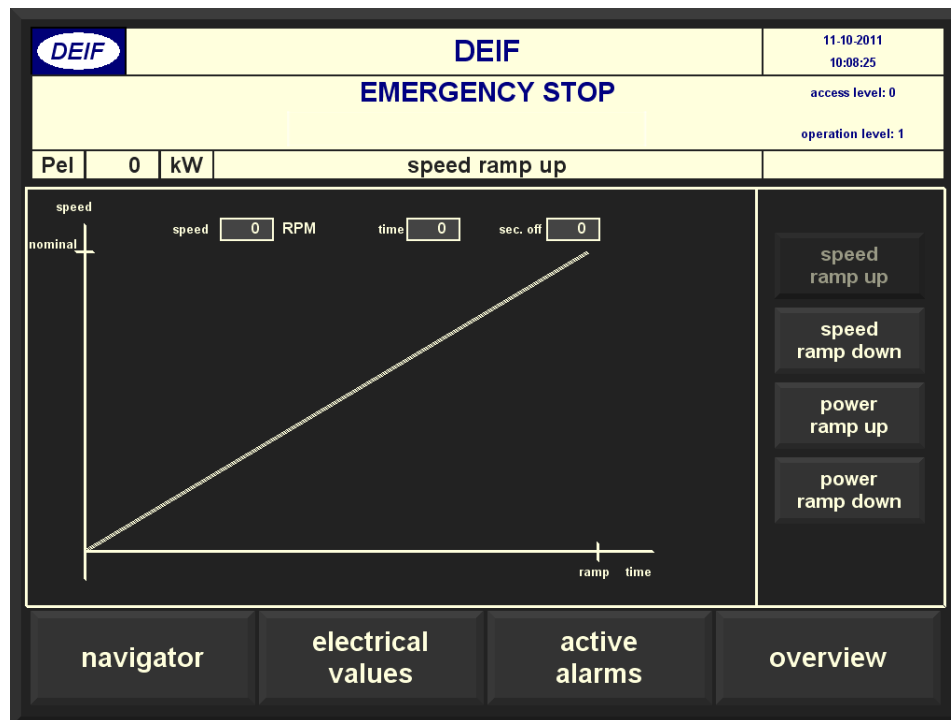 DEIF
DEIF
11-10-2011
10:08:25
EMERGENCY STOP
access level: 0
operation level: 1
Pel 0 kW speed ramp up
speed
nominal
speed 0 RPM time 0 sec. off 0
ramp time
speed
ramp up
speed
ramp down
power
ramp up
power
ramp down
navigator
electrical
values
active
alarms
overview